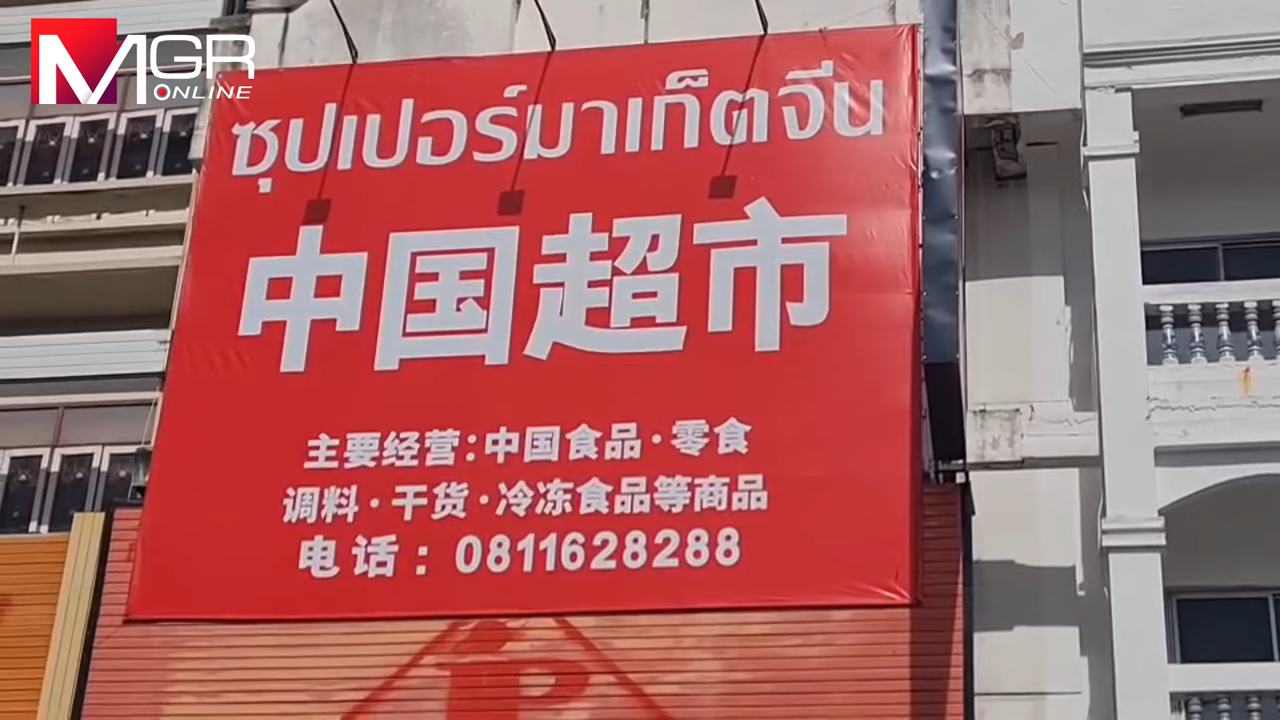 MGR
ONLINE
ซุปเปอร์มาเก็ตจีน
中国超市
主要经营:中国食品·零食
调料·干货·冷冻食品等商品
电话：0811628288